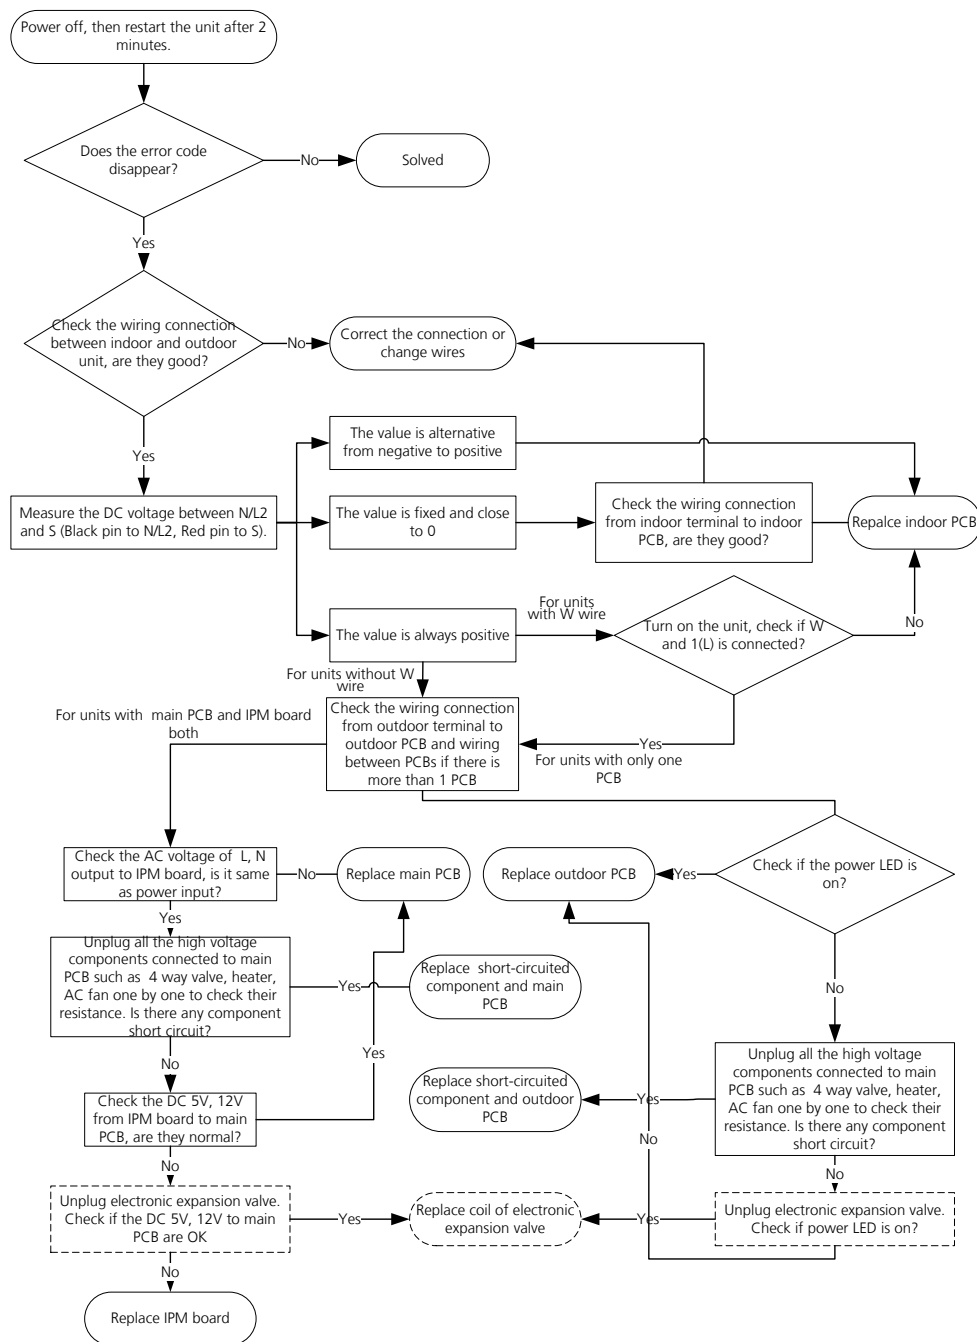 Power off, then restart the unit after 2
minutes.
Does the error code
disappear?
No
Solved
Yes
Check the wiring connection
between indoor and outdoor
unit, are they good?
No
Correct the connection or
change wires
Yes
The value is alternative
from negative to positive
Measure the DC voltage between N/L2
and S (Black pin to N/L2, Red pin to S).
The value is fixed and close
to 0
Check the wiring connection
from indoor terminal to indoor
PCB, are they good?
Repalce indoor PCB
The value is always positive
For units
with W wire
Turn on the unit, check if W
and 1(L) is connected?
No
For units without W
wire
Check the wiring connection
from outdoor terminal to
outdoor PCB and wiring
between PCBs if there is
more than 1 PCB
Yes
For units with only one
PCB
For units with  main PCB and IPM board
both
Check the AC voltage of  L, N
output to IPM board, is it same
as power input?
No
Replace main PCB
Replace outdoor PCB
Yes
Check if the power LED is
on?
Yes
Unplug all the high voltage
components connected to main
PCB such as  4 way valve, heater,
AC fan one by one to check their
resistance. Is there any component
short circuit?
Yes
Replace  short-circuited
component and main
PCB
No
No
Yes
Check the DC 5V, 12V
from IPM board to main
PCB, are they normal?
Replace short-circuited
component and outdoor
PCB
Yes
Unplug all the high voltage
components connected to main
PCB such as  4 way valve, heater,
AC fan one by one to check their
resistance. Is there any component
short circuit?
No
No
No
Unplug electronic expansion valve.
Check if the DC 5V, 12V to main
PCB are OK
Yes
Replace coil of electronic
expansion valve
Yes
Unplug electronic expansion valve.
Check if power LED is on?
No
Replace IPM board